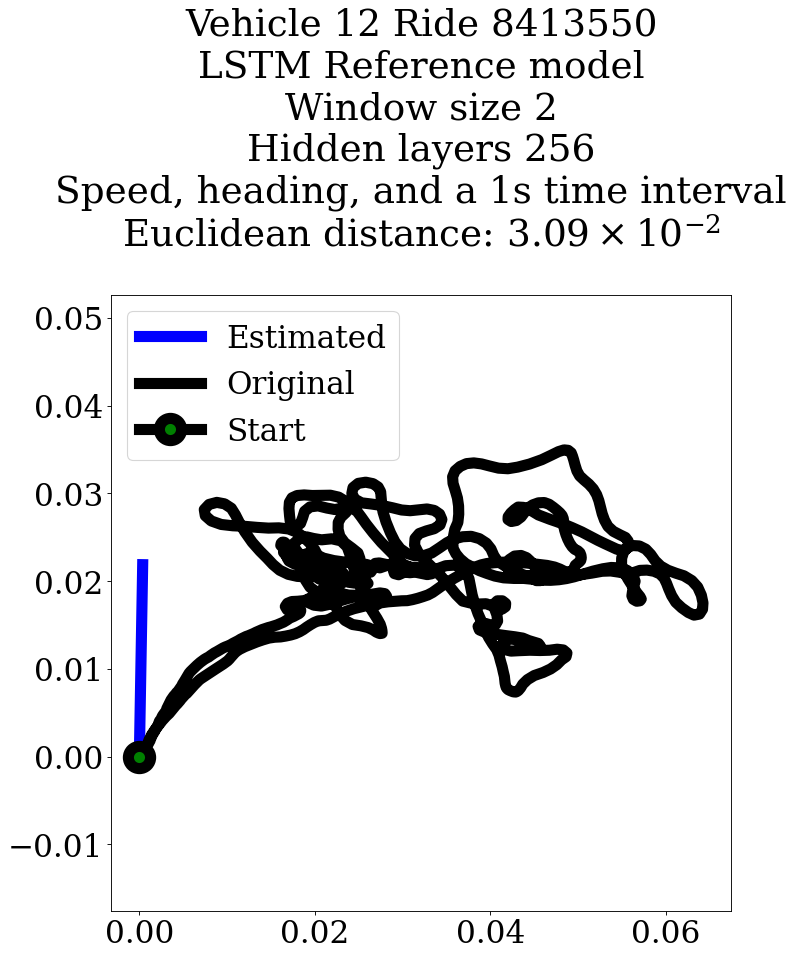 Vehicle 12 Ride 8413550
LSTM Reference model
Window size 2
Hidden layers 256
Speed, heading, and a 1s time interval
Euclidean distance: 3.09 × 10⁻²
0.05
0.04
0.03
0.02
0.01
0.00
−0.01
Estimated
Original
Start
0.00 0.02 0.04 0.06